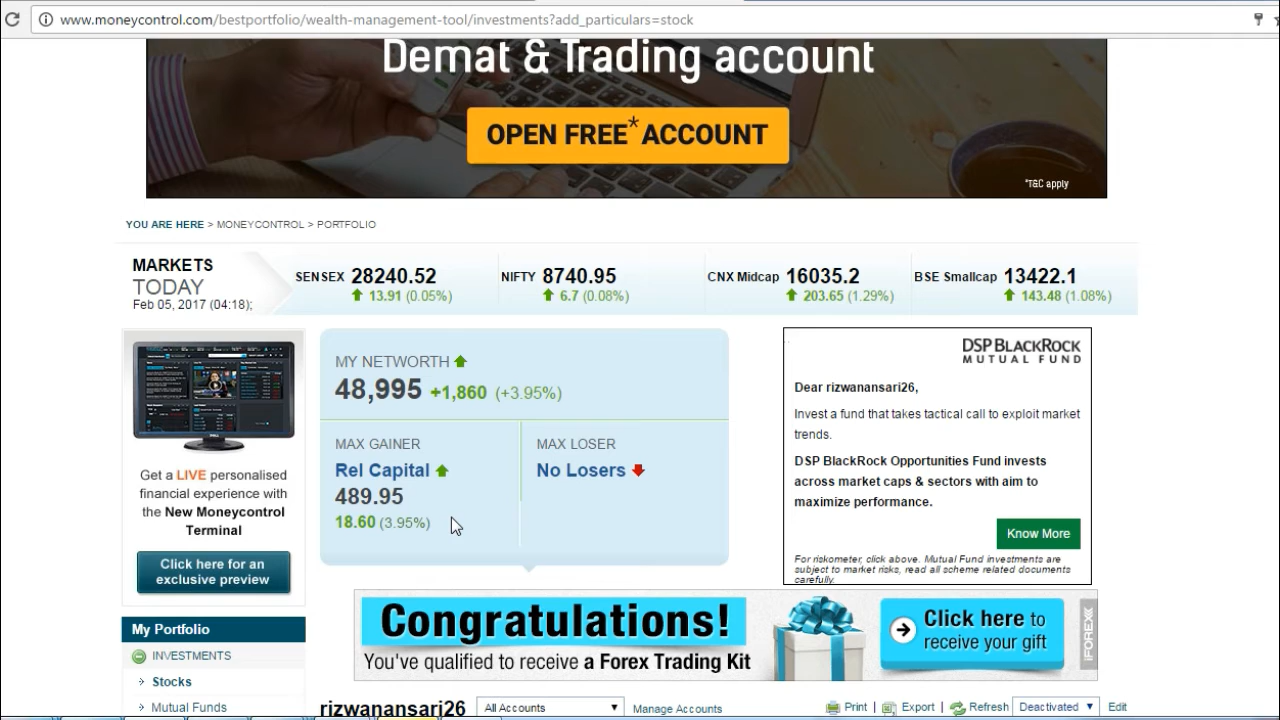 www.moneycontrol.com/bestportfolio/wealth-management-tool/investments?add_particulars=stock
Demat & Trading account
OPEN FREE* ACCOUNT
*T&C apply
YOU ARE HERE > MONEYCONTROL > PORTFOLIO
MARKETS
TODAY
Feb 05, 2017 (04:18);
SENSEX 28240.52
13.91 (0.05%)
NIFTY 8740.95
6.7 (0.08%)
CNX Midcap 16035.2
203.65 (1.29%)
BSE Smallcap 13422.1
143.48 (1.08%)
Get a LIVE personalised
financial experience with
the New Moneycontrol
Terminal
Click here for an
exclusive preview
MY NETWORTH
48,995 +1,860 (+3.95%)
MAX GAINER
Rel Capital
489.95
18.60 (3.95%)
MAX LOSER
No Losers
DSP BLACKROCK
MUTUAL FUND
Dear rizwanansari26,
Invest a fund that takes tactical call to exploit market
trends.
DSP BlackRock Opportunities Fund invests
across market caps & sectors with aim to
maximize performance.
Know More
For riskometer, click above. Mutual Fund investments are
subject to market risks, read all scheme related documents
carefully.
Congratulations!
You've qualified to receive a Forex Trading Kit
Click here to
receive your gift
iFOREX
My Portfolio
INVESTMENTS
Stocks
Mutual Funds
rizwanansari26
All Accounts
Manage Accounts
Print
Export
Refresh
Deactivated
Edit